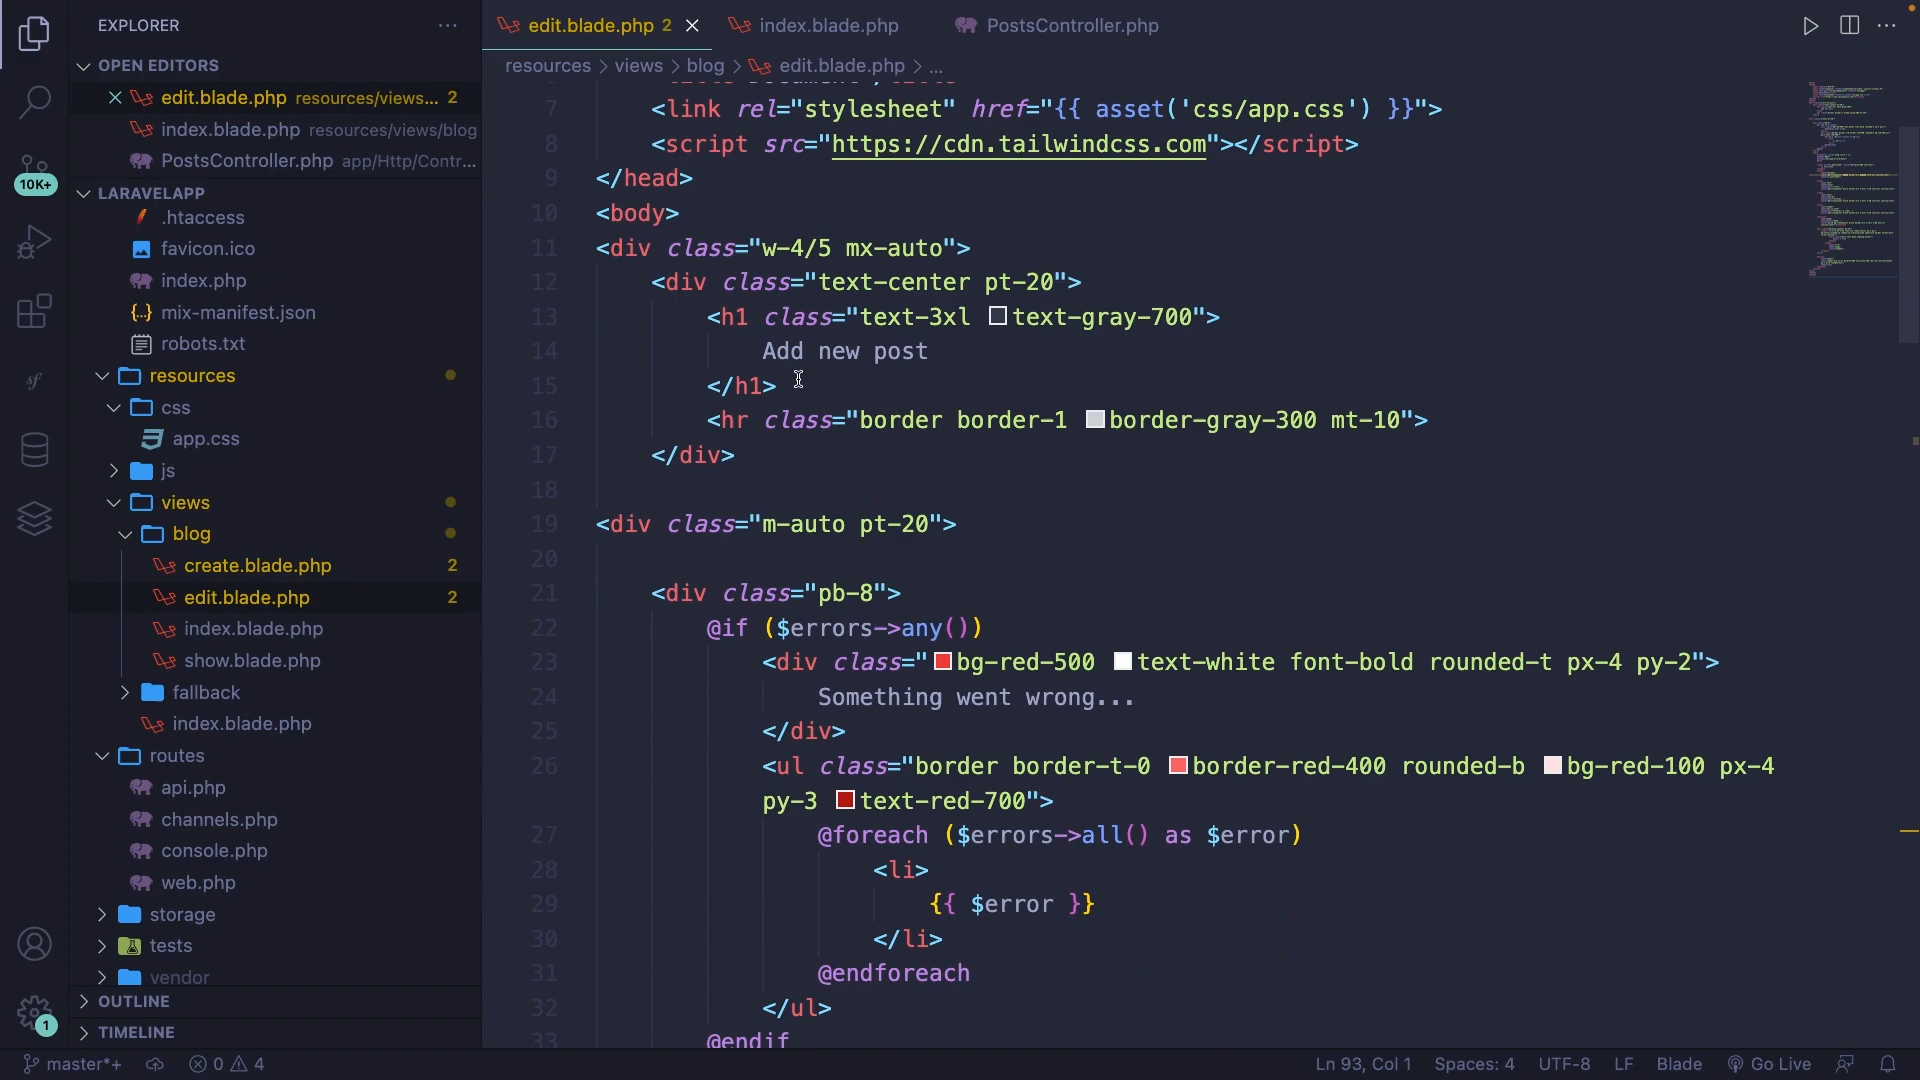 EXPLORER
OPEN EDITORS
edit.blade.php resources/views... 2
index.blade.php resources/views/blog
PostsController.php app/Http/Contr...
LARAVELAPP
.htaccess
favicon.ico
index.php
mix-manifest.json
robots.txt
resources
css
app.css
js
views
blog
create.blade.php 2
edit.blade.php 2
index.blade.php
show.blade.php
fallback
index.blade.php
routes
api.php
channels.php
console.php
web.php
storage
tests
vendor
OUTLINE
TIMELINE
10K+
1
edit.blade.php 2
index.blade.php
PostsController.php
resources > views > blog > edit.blade.php > ...
7 <link rel="stylesheet" href="{{ asset('css/app.css') }}">
8 <script src="https://cdn.tailwindcss.com"></script>
9 </head>
10 <body>
11 <div class="w-4/5 mx-auto">
12 <div class="text-center pt-20">
13 <h1 class="text-3xl text-gray-700">
14 Add new post
15 </h1>
16 <hr class="border border-1 border-gray-300 mt-10">
17 </div>
18
19 <div class="m-auto pt-20">
20
21 <div class="pb-8">
22 @if ($errors->any())
23 <div class="bg-red-500 text-white font-bold rounded-t px-4 py-2">
24 Something went wrong...
25 </div>
26 <ul class="border border-t-0 border-red-400 rounded-b bg-red-100 px-4
py-3 text-red-700">
27 @foreach ($errors->all() as $error)
28 <li>
29 {{ $error }}
30 </li>
31 @endforeach
32 </ul>
33 @endif
master*+ 0 4
Ln 93, Col 1 Spaces: 4 UTF-8 LF Blade Go Live